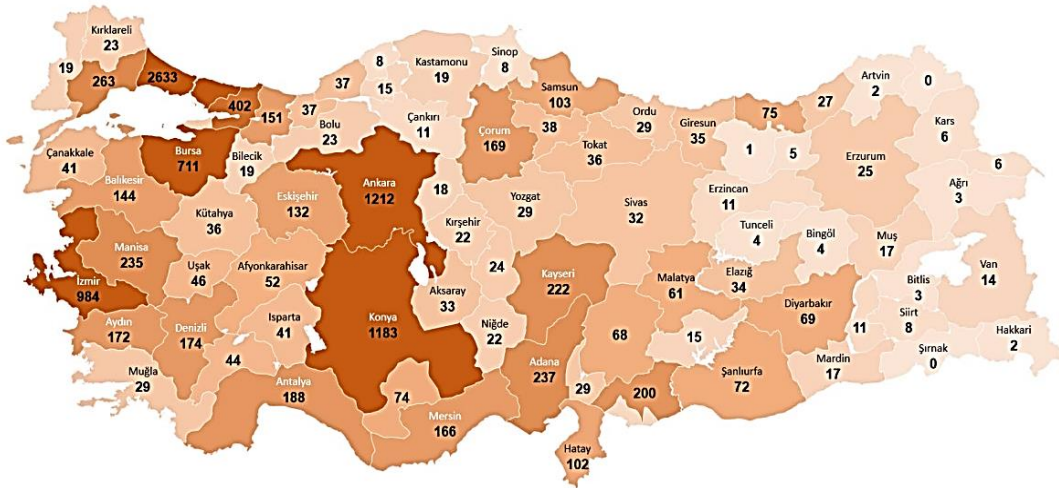 Kırklareli
23
19
263
2633
402
151
37
37
8
15
Kastamonu
19
Sinop
8
Samsun
103
Bolu
23
Çankırı
11
Çorum
169
38
Tokat
36
Ordu
29
Giresun
35
75
27
Artvin
2
0
Kars
6
6
Ağrı
3
Erzurum
25
1
5
Erzincan
11
Çanakkale
41
Balıkesir
144
Bursa
711
Bilecik
19
Kütahya
36
Eskişehir
132
Ankara
1212
18
Kırşehir
22
Yozgat
29
Sivas
32
Tunceli
4
Bingöl
4
Muş
17
Bitlis
3
Van
14
Manisa
235
İzmir
984
Uşak
46
Afyonkarahisar
52
Aksaray
33
24
Kayseri
222
Malatya
61
Elazığ
34
Diyarbakır
69
11
Siirt
8
Hakkari
2
Şırnak
0
Mardin
17
Aydın
172
Denizli
174
Isparta
41
Konya
1183
Niğde
22
68
15
Şanlıurfa
72
Muğla
29
44
Antalya
188
74
Mersin
166
Adana
237
29
200
Hatay
102